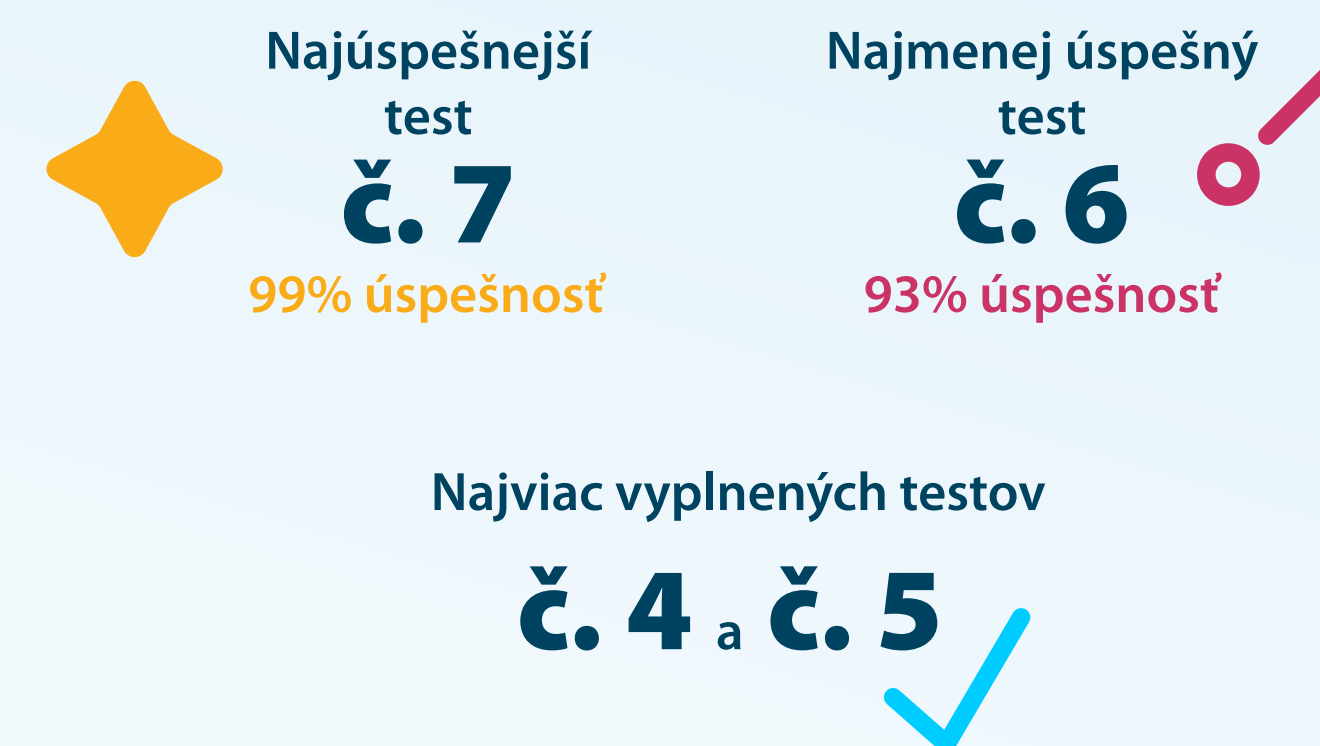 Najúspešnejší
test
č. 7
99% úspešnosť
Najmenej úspešný
test
č. 6
93% úspešnosť
Najviac vyplnených testov
č. 4 a č. 5